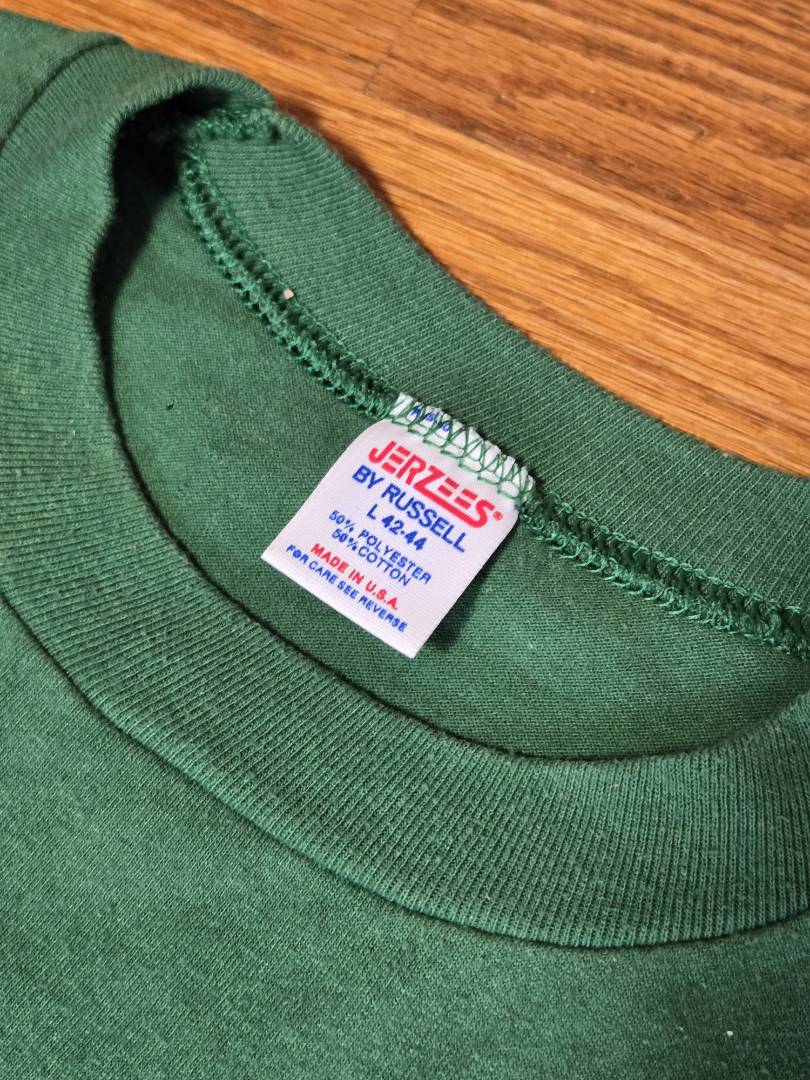 JERZEES®
BY RUSSELL
L 42-44
50% POLYESTER
50% COTTON
MADE IN U.S.A.
FOR CARE SEE REVERSE